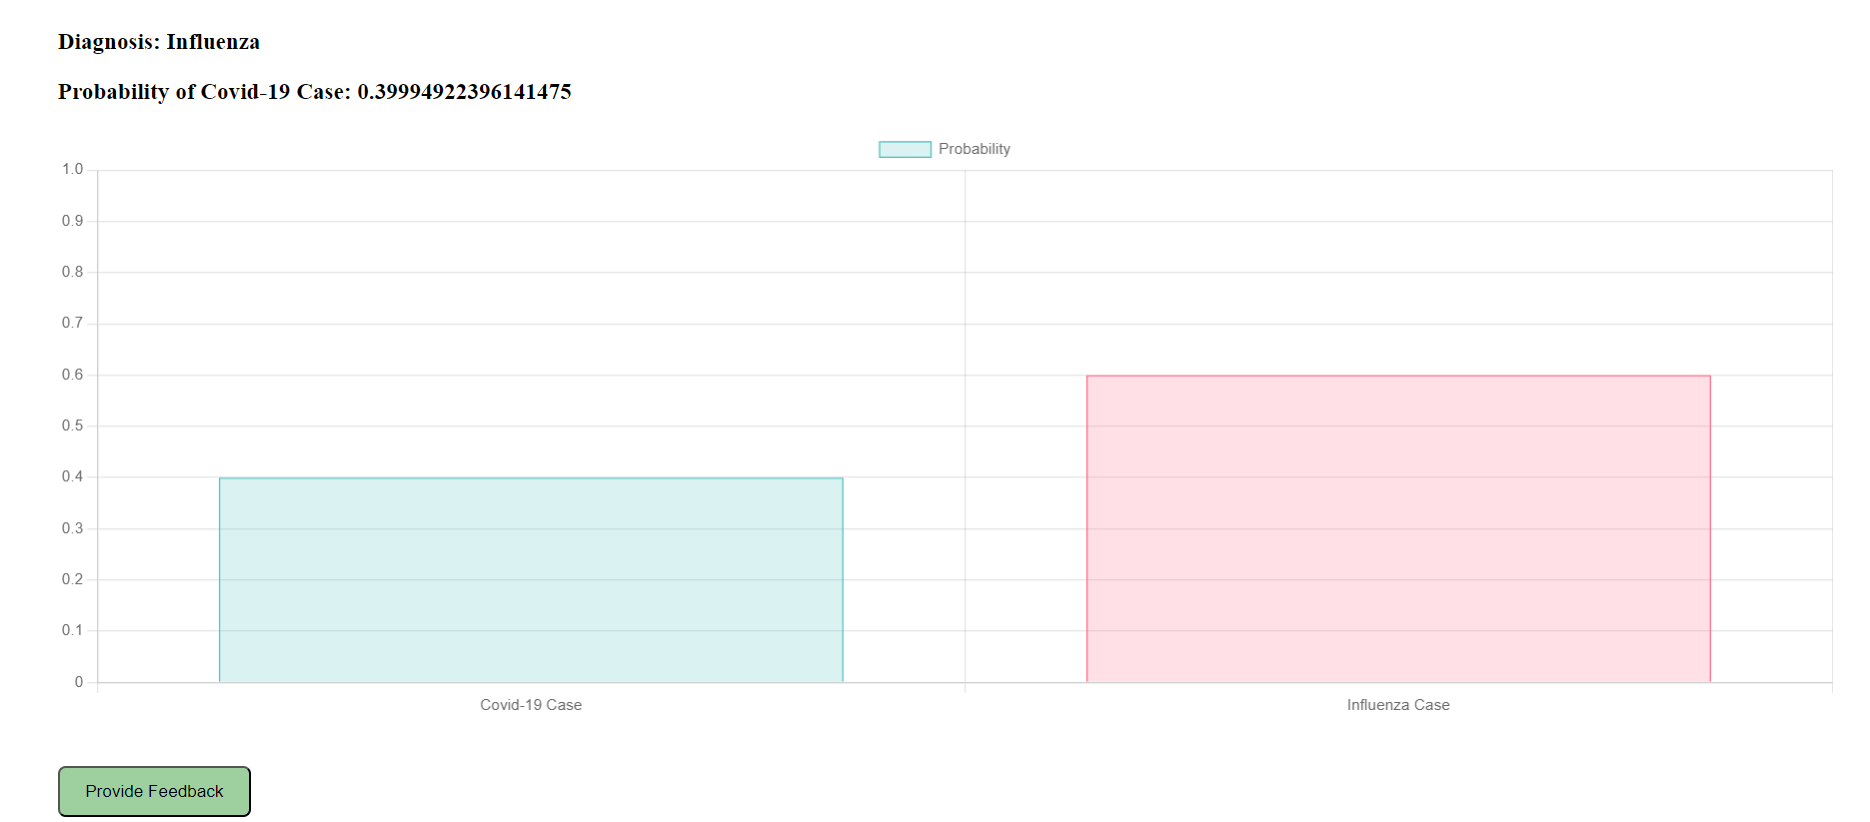 Diagnosis: Influenza
Probability of Covid-19 Case: 0.39994922396141475
Probability
1.0
0.9
0.8
0.7
0.6
0.5
0.4
0.3
0.2
0.1
0
Covid-19 Case
Influenza Case
Provide Feedback